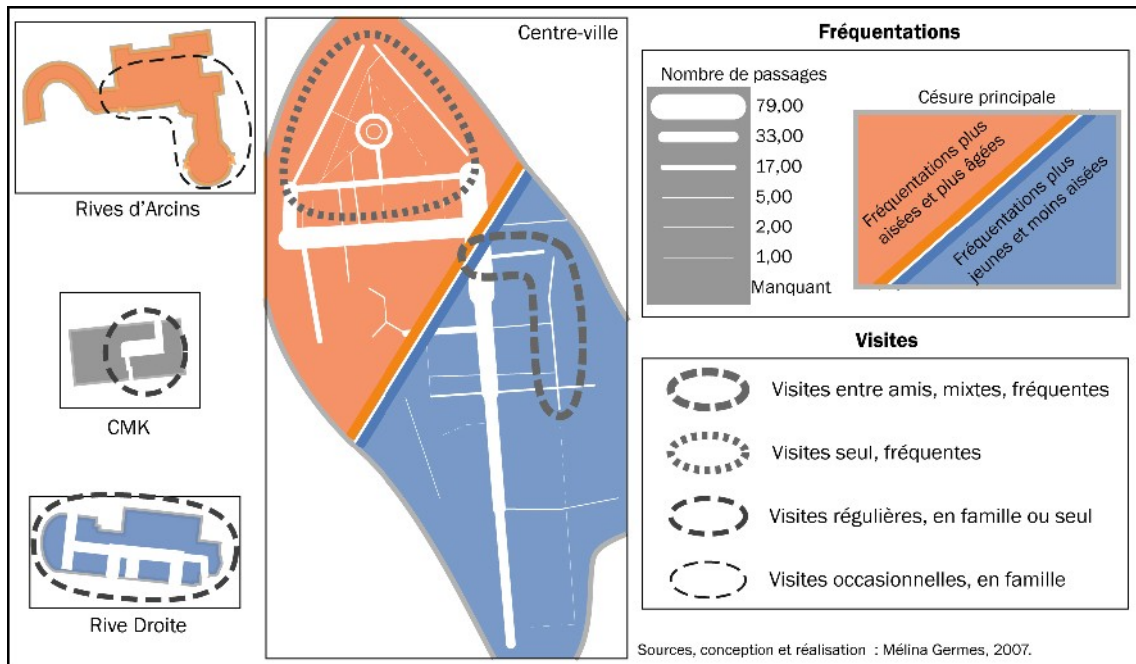 Rives d'Arcins
CMK
Rive Droite
Centre-ville
Fréquentations
Nombre de passages
79,00
33,00
17,00
5,00
2,00
1,00
Manquant
Césure principale
Fréquentations plus
aisées et plus âgées
Fréquentations plus
jeunes et moins aisées
Visites
Visites entre amis, mixtes, fréquentes
Visites seul, fréquentes
Visites régulières, en famille ou seul
Visites occasionnelles, en famille
Sources, conception et réalisation : Mélina Germes, 2007.